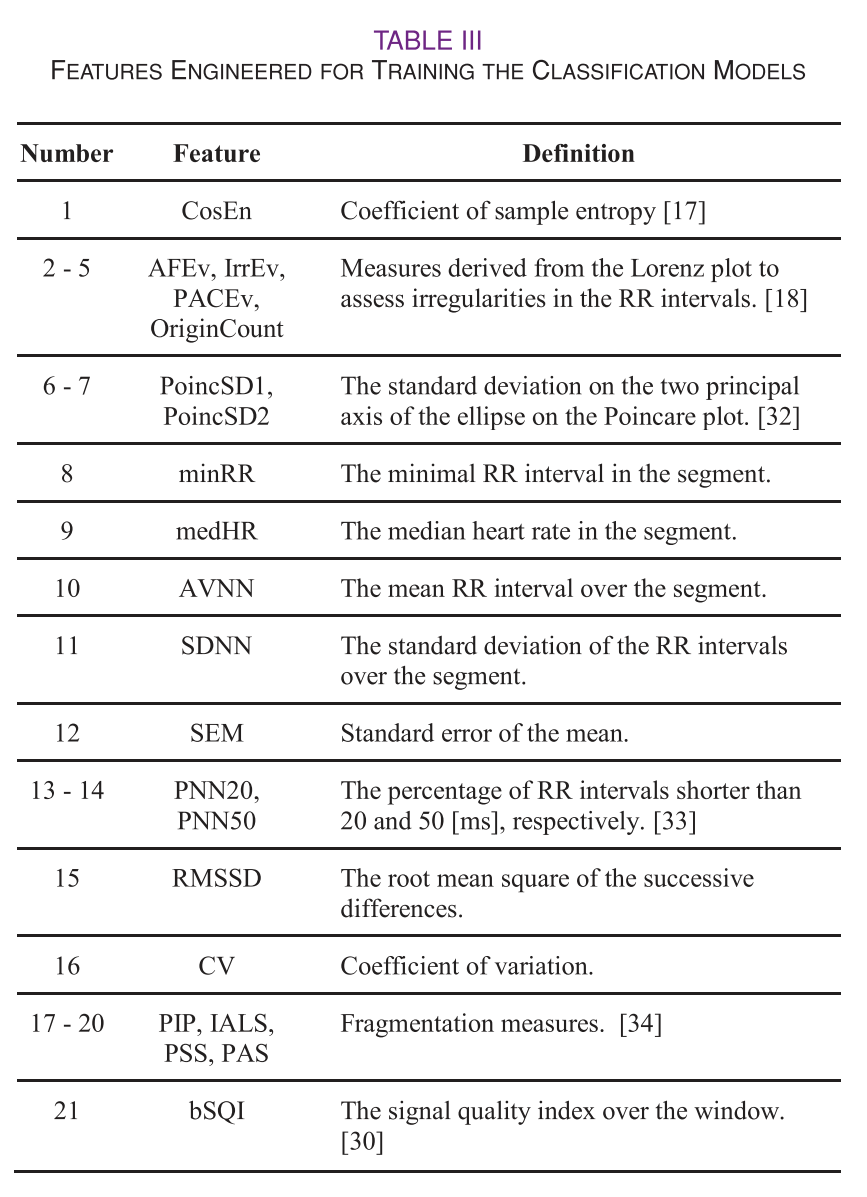 TABLE III
FEATURES ENGINEERED FOR TRAINING THE CLASSIFICATION MODELS
Number Feature Definition
1 CosEn Coefficient of sample entropy [17]
2 - 5 AFEv, IrrEv, Measures derived from the Lorenz plot to
PACEv, assess irregularities in the RR intervals. [18]
OriginCount
6 - 7 PoincSD1, The standard deviation on the two principal
PoincSD2 axis of the ellipse on the Poincare plot. [32]
8 minRR The minimal RR interval in the segment.
9 medHR The median heart rate in the segment.
10 AVNN The mean RR interval over the segment.
11 SDNN The standard deviation of the RR intervals
over the segment.
12 SEM Standard error of the mean.
13 - 14 PNN20, The percentage of RR intervals shorter than
PNN50 20 and 50 [ms], respectively. [33]
15 RMSSD The root mean square of the successive
differences.
16 CV Coefficient of variation.
17 - 20 PIP, IALS, Fragmentation measures. [34]
PSS, PAS
21 bSQI The signal quality index over the window.
[30]